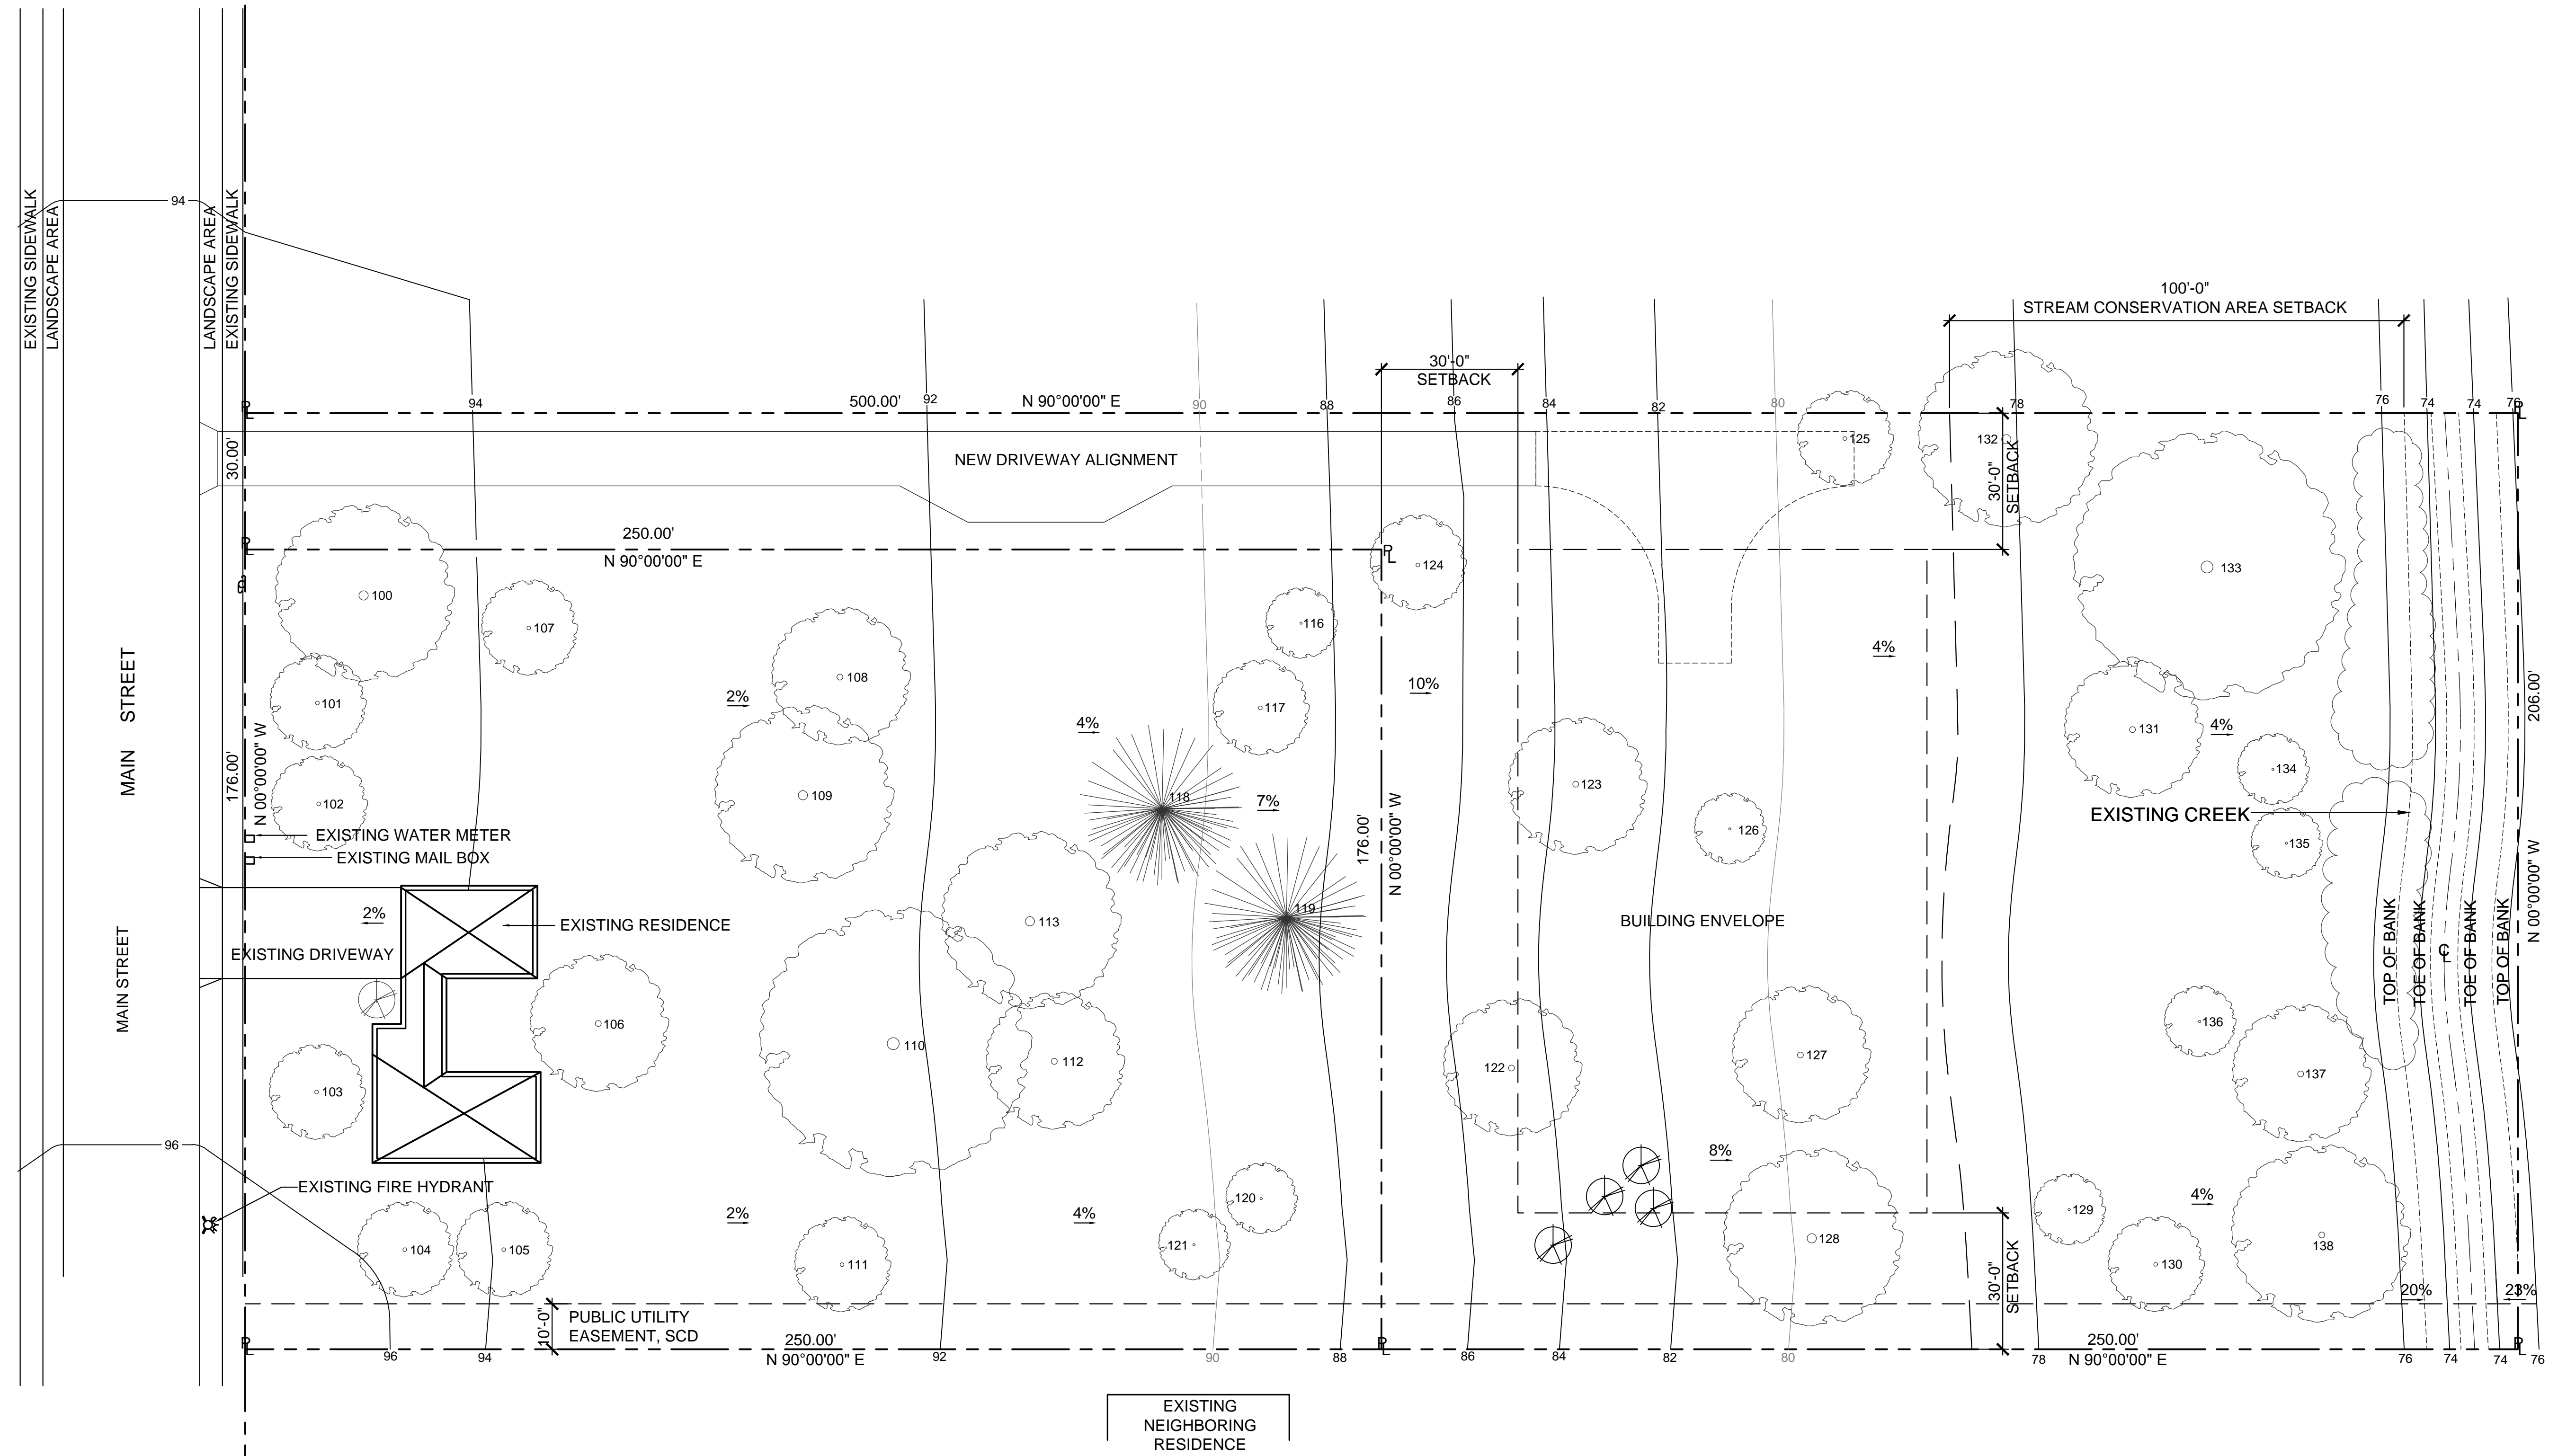 94
100'-0"
STREAM CONSERVATION AREA SETBACK
EXISTING SIDEWALK
LANDSCAPE AREA
LANDSCAPE AREA
EXISTING SIDEWALK
30'-0"
SETBACK
PL
94
500.00'
92
N 90°00'00" E
90
88
86
84
82
80
78
76
74
74
76
PL
30.00'
NEW DRIVEWAY ALIGNMENT
125
132
30'-0"
SETBACK
250.00'
N 90°00'00" E
PL
PL
124
133
100
107
116
108
4%
101
117
10%
2%
4%
131
4%
206.00'
MAIN STREET
176.00'
N 00°00'00" W
102
109
118
7%
123
126
134
EXISTING CREEK
135
EXISTING WATER METER
EXISTING MAIL BOX
176.00'
N 00°00'00" W
N 00°00'00" W
2%
EXISTING RESIDENCE
EXISTING DRIVEWAY
113
119
BUILDING ENVELOPE
TOP OF BANK
TOE OF BANK
CL
TOE OF BANK
TOP OF BANK
MAIN STREET
106
110
112
122
127
136
137
103
96
8%
EXISTING FIRE HYDRANT
2%
4%
120
121
128
129
4%
138
104
105
111
130
20%
23%
30'-0"
SETBACK
10'-0"
PUBLIC UTILITY
EASEMENT, SCD
PL
96
94
250.00'
N 90°00'00" E
92
90
88
PL
86
84
82
80
78
250.00'
N 90°00'00" E
76
74
74
PL
76
EXISTING
NEIGHBORING
RESIDENCE